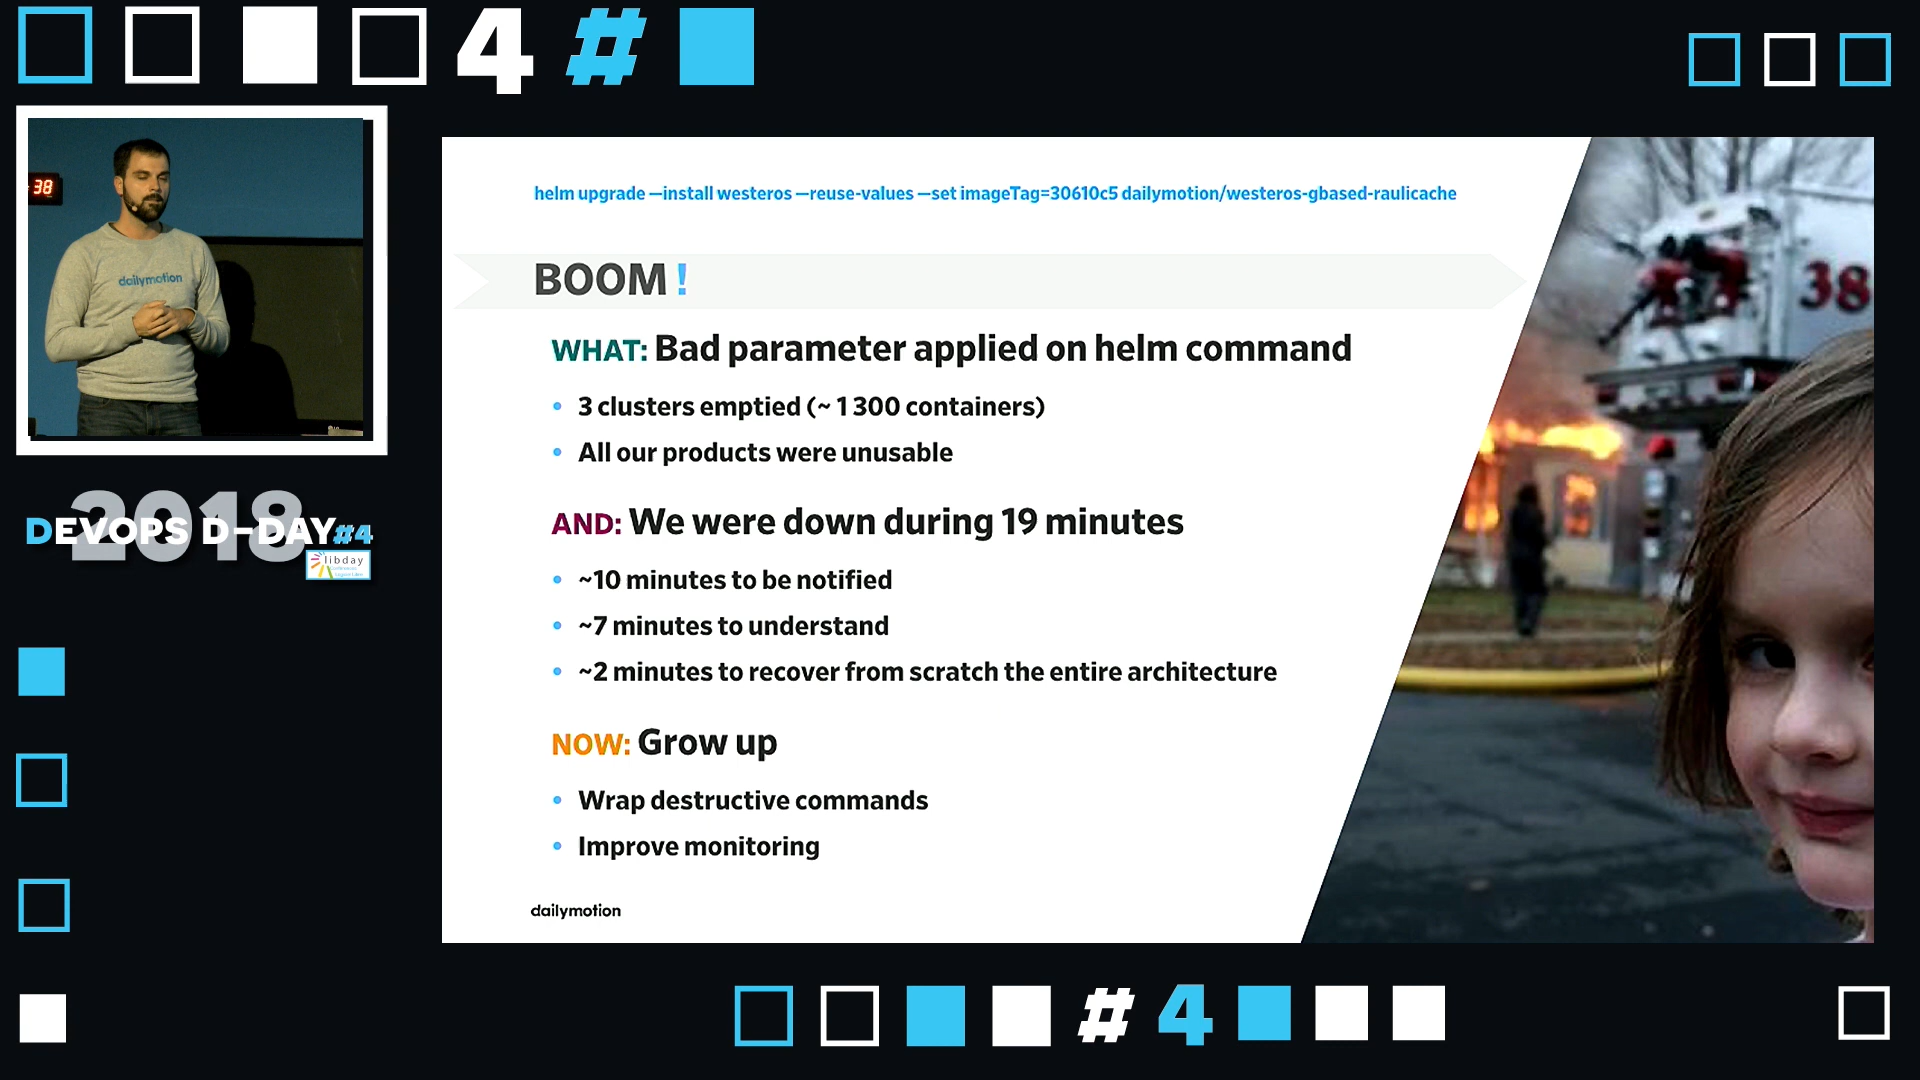 4 #
38
dailymotion
2018
DEVOPS D-DAY #4
libday
helm upgrade —install westeros —reuse-values —set imageTag=30610c5 dailymotion/westeros-gbased-raulicache
BOOM !
WHAT: Bad parameter applied on helm command
• 3 clusters emptied (~ 1 300 containers)
• All our products were unusable
AND: We were down during 19 minutes
• ~10 minutes to be notified
• ~7 minutes to understand
• ~2 minutes to recover from scratch the entire architecture
NOW: Grow up
• Wrap destructive commands
• Improve monitoring
dailymotion
38
# 4